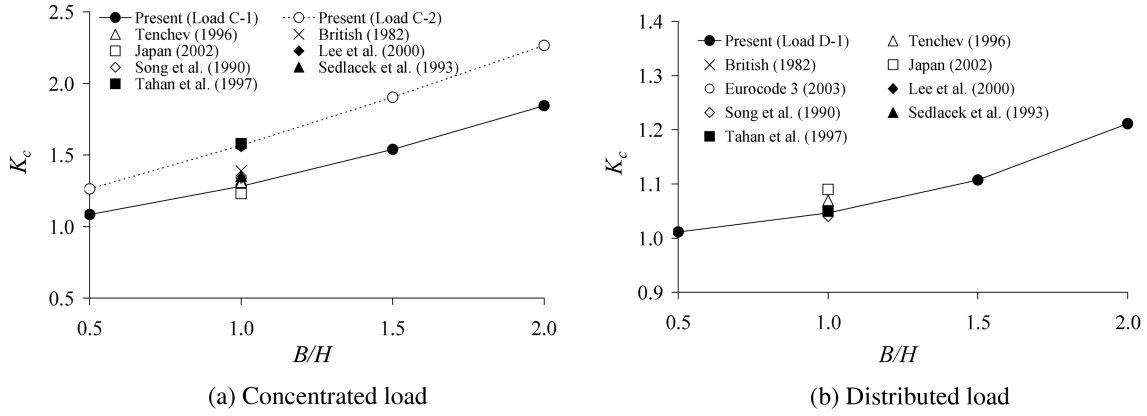 2.5
2.0
1.5
1.0
0.5
K_c
0.5 1.0 1.5 2.0
B/H
Present (Load C-1) Present (Load C-2)
Tenchev (1996) British (1982)
Japan (2002) Lee et al. (2000)
Song et al. (1990) Sedlacek et al. (1993)
Tahan et al. (1997)
(a) Concentrated load
1.4
1.3
1.2
1.1
1.0
0.9
K_c
0.5 1.0 1.5 2.0
B/H
Present (Load D-1) Tenchev (1996)
British (1982) Japan (2002)
Eurocode 3 (2003) Lee et al. (2000)
Song et al. (1990) Sedlacek et al. (1993)
Tahan et al. (1997)
(b) Distributed load